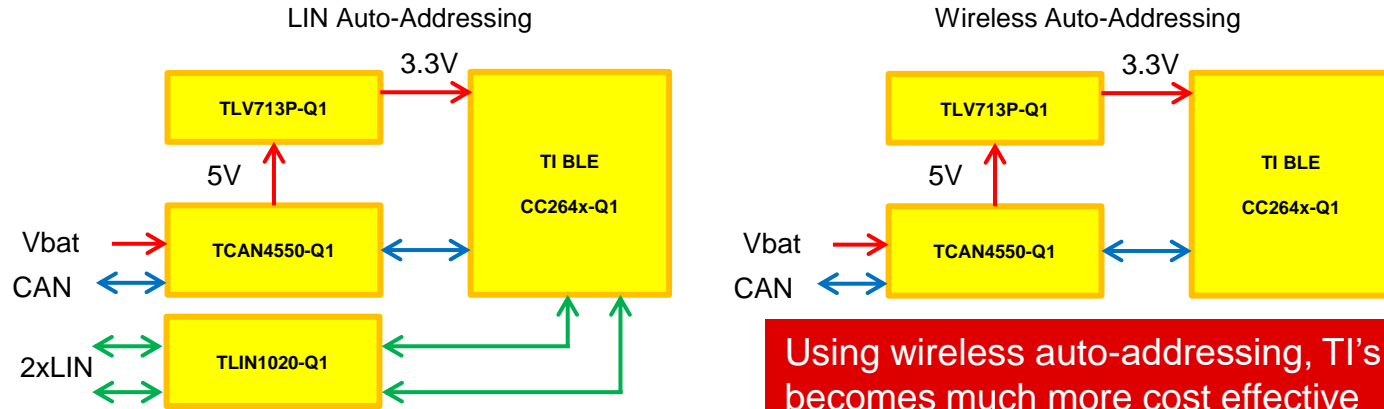 LIN Auto-Addressing
3.3V
TLV713P-Q1
TI BLE
CC264x-Q1
5V
Vbat
TCAN4550-Q1
CAN
2xLIN
TLIN1020-Q1
Wireless Auto-Addressing
3.3V
TLV713P-Q1
TI BLE
CC264x-Q1
5V
Vbat
TCAN4550-Q1
CAN
Using wireless auto-addressing, TI's
becomes much more cost effective